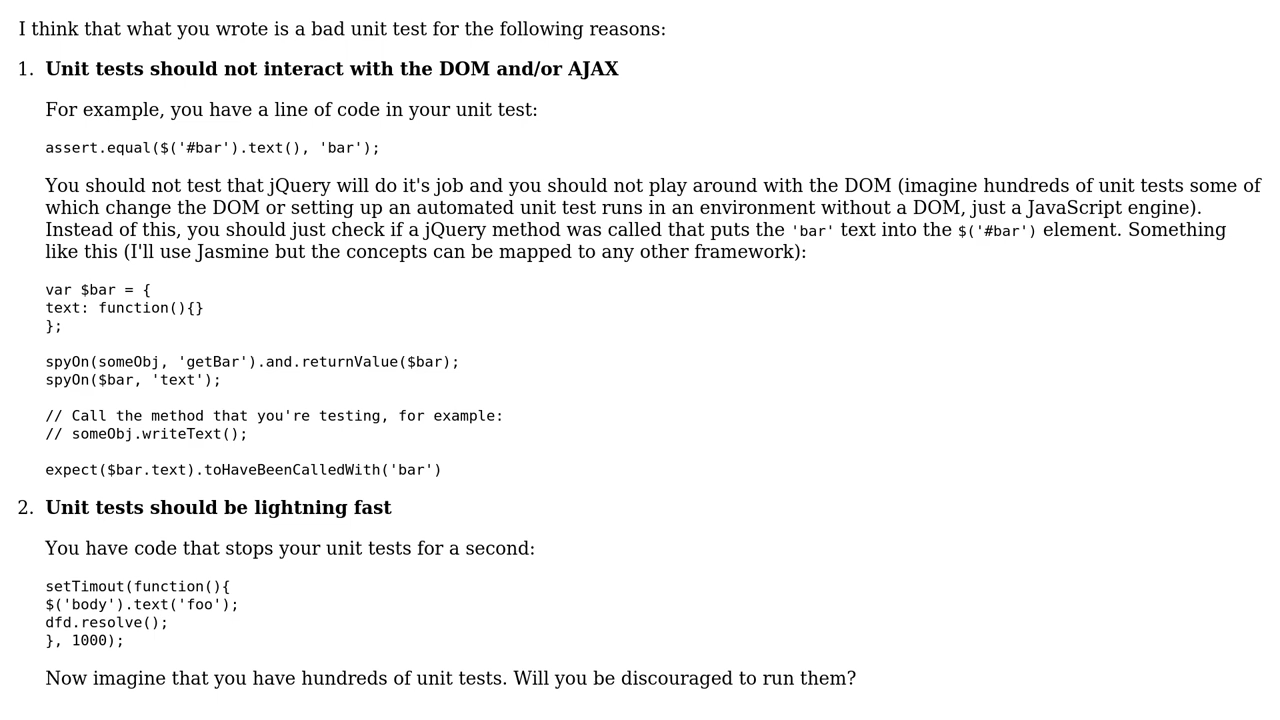 I think that what you wrote is a bad unit test for the following reasons:
1. Unit tests should not interact with the DOM and/or AJAX
For example, you have a line of code in your unit test:
assert.equal($('#bar').text(), 'bar');
You should not test that jQuery will do it's job and you should not play around with the DOM (imagine hundreds of unit tests some of
which change the DOM or setting up an automated unit test runs in an environment without a DOM, just a JavaScript engine).
Instead of this, you should just check if a jQuery method was called that puts the 'bar' text into the $('#bar') element. Something
like this (I'll use Jasmine but the concepts can be mapped to any other framework):
var $bar = {
text: function(){}
};
spyOn(someObj, 'getBar').and.returnValue($bar);
spyOn($bar, 'text');
// Call the method that you're testing, for example:
// someObj.writeText();
expect($bar.text).toHaveBeenCalledWith('bar')
2. Unit tests should be lightning fast
You have code that stops your unit tests for a second:
setTimout(function(){
$('body').text('foo');
dfd.resolve();
}, 1000);
Now imagine that you have hundreds of unit tests. Will you be discouraged to run them?